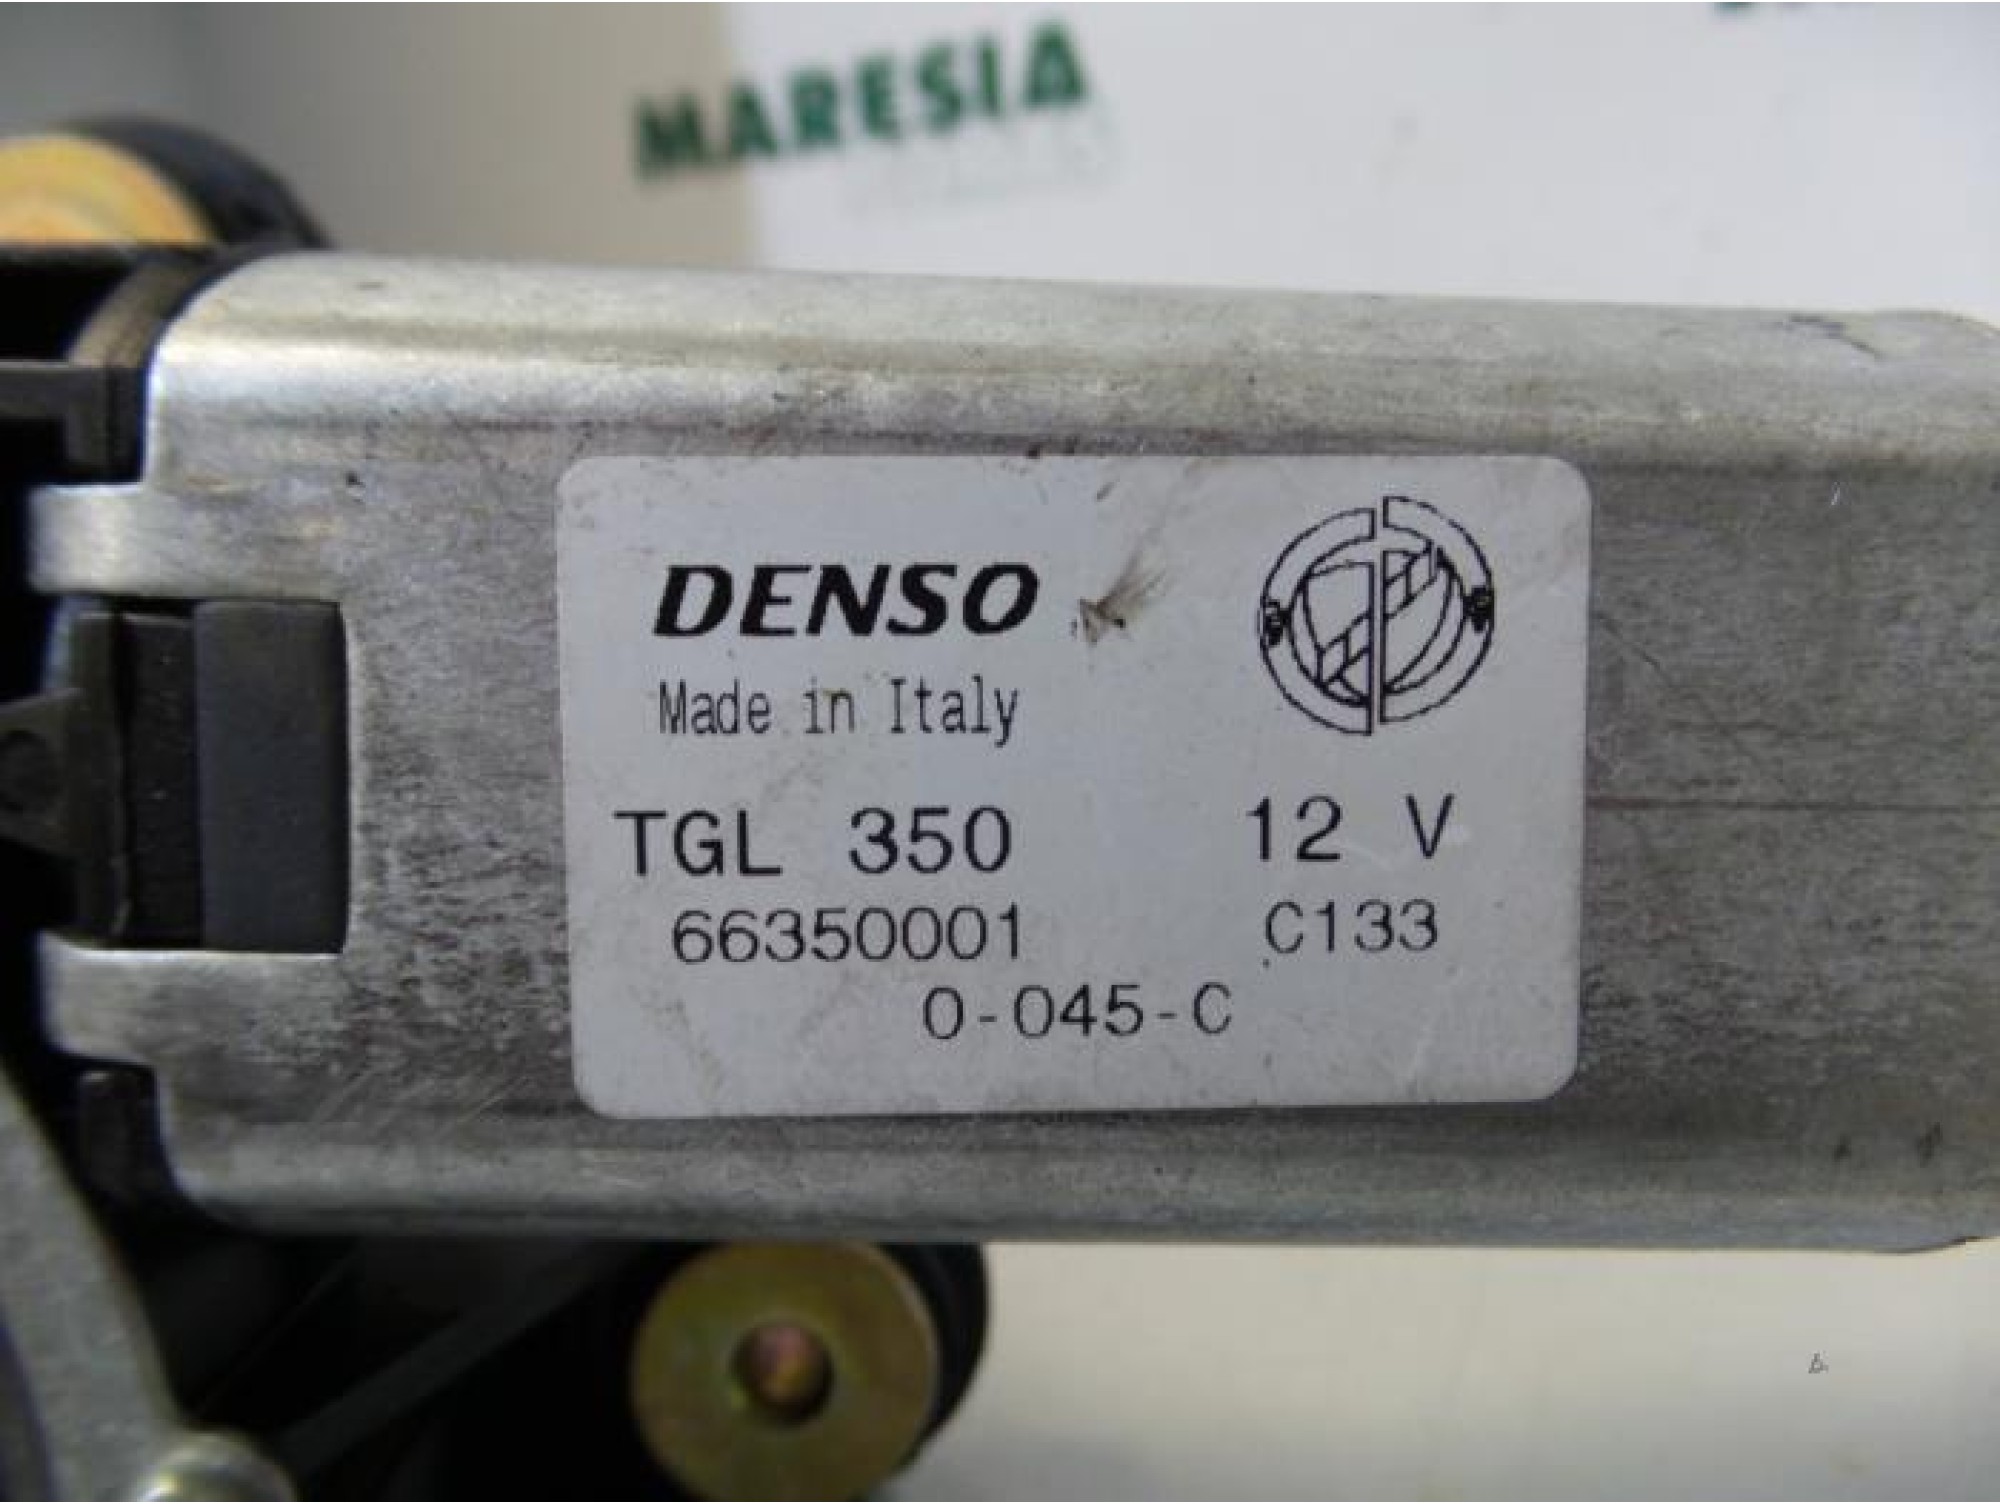 MARESIA
DENSO
Made in Italy
TGL 350 12 V
66350001 C133
0-045-C